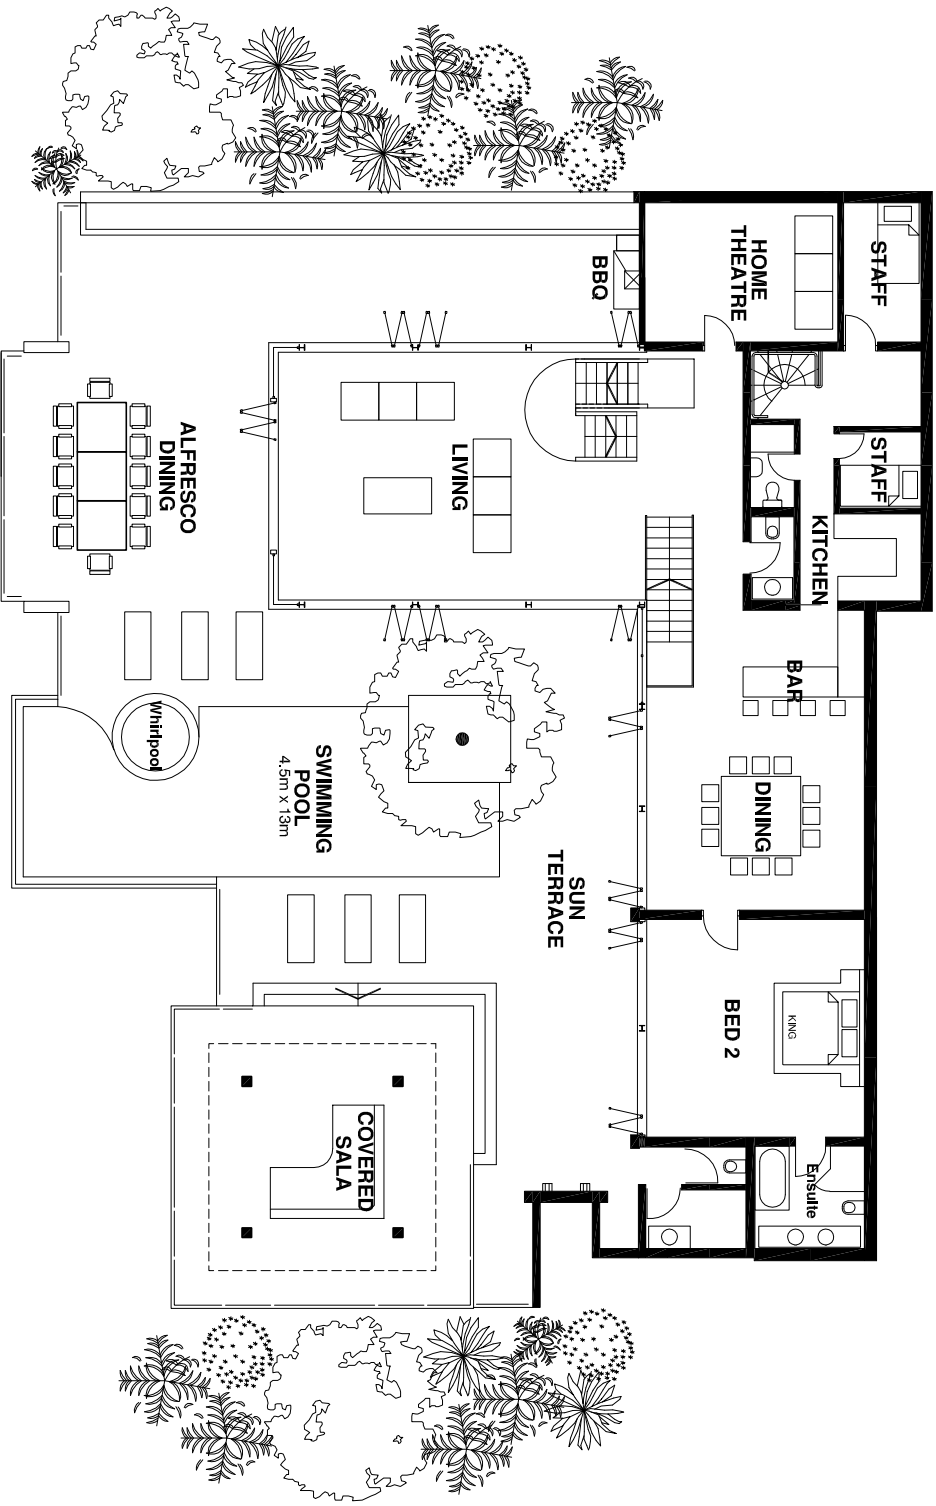 STAFF
HOME
THEATRE
BBQ
STAFF
LIVING
ALFRESCO
DINING
KITCHEN
BAR
Whirlpool
SWIMMING
POOL
4.5m x 13m
DINING
SUN
TERRACE
BED 2
KING
COVERED
SALA
Ensuite